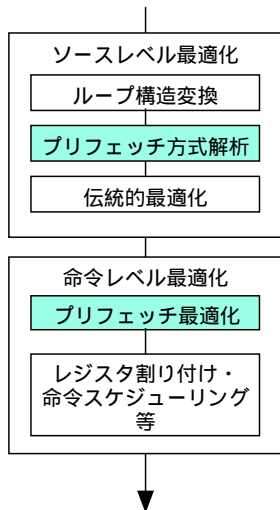 ソースレベル最適化
ループ構造変換
プリフェッチ方式解析
伝統的最適化
命令レベル最適化
プリフェッチ最適化
レジスタ割り付け・
命令スケジューリング
等